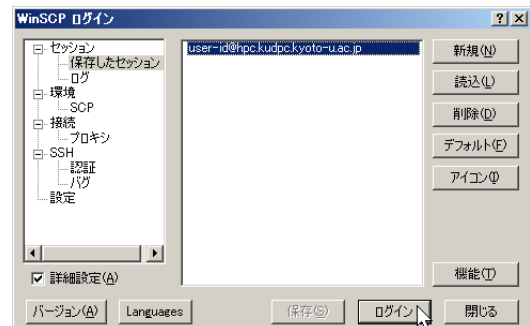 WinSCP ログイン
セッション
保存したセッション
ログ
環境
SCP
接続
プロキシ
SSH
認証
バグ
設定
詳細設定(A)
user-id@hpc.kudpc.kyoto-u.ac.jp
新規(N)
読込(L)
削除(D)
デフォルト(F)
アイコン(I)
機能(T)
バージョン(A)
Languages
保存(S)
ログイン
閉じる